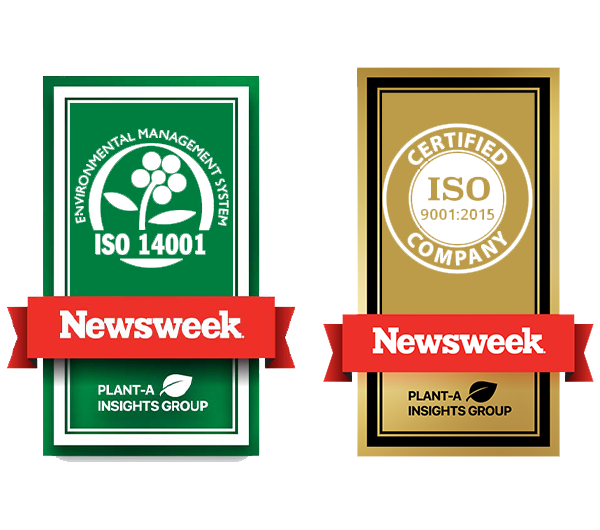 ENVIRONMENTAL MANAGEMENT SYSTEM
ISO 14001
Newsweek
PLANT-A
INSIGHTS GROUP
CERTIFIED
ISO
9001:2015
COMPANY
Newsweek
PLANT-A
INSIGHTS GROUP